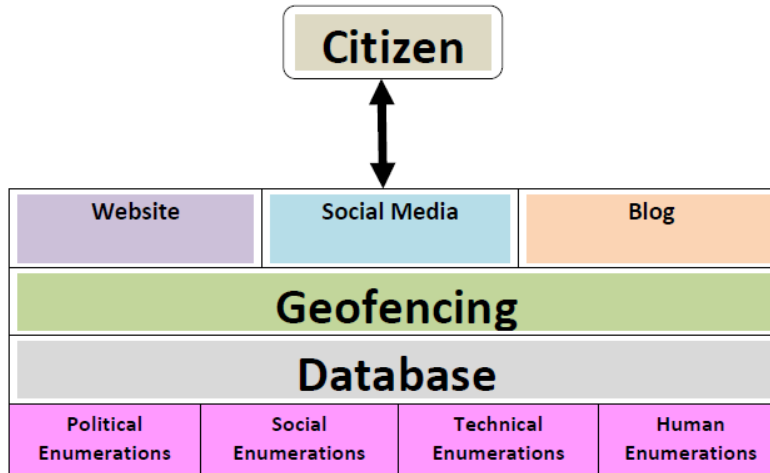 Citizen
Website
Social Media
Blog
Geofencing
Database
Political
Enumerations
Social
Enumerations
Technical
Enumerations
Human
Enumerations